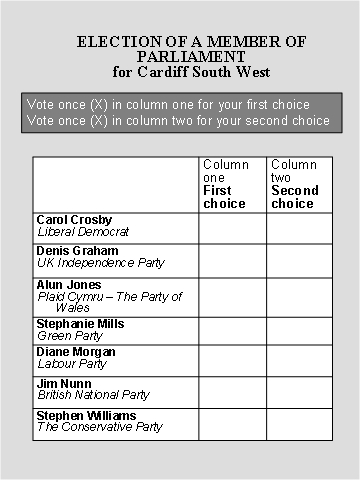 ELECTION OF A MEMBER OF
PARLIAMENT
for Cardiff South West
Vote once (X) in column one for your first choice
Vote once (X) in column two for your second choice
Column
one
First
choice
Column
two
Second
choice
Carol Crosby
Liberal Democrat
Denis Graham
UK Independence Party
Alun Jones
Plaid Cymru – The Party of
Wales
Stephanie Mills
Green Party
Diane Morgan
Labour Party
Jim Nunn
British National Party
Stephen Williams
The Conservative Party